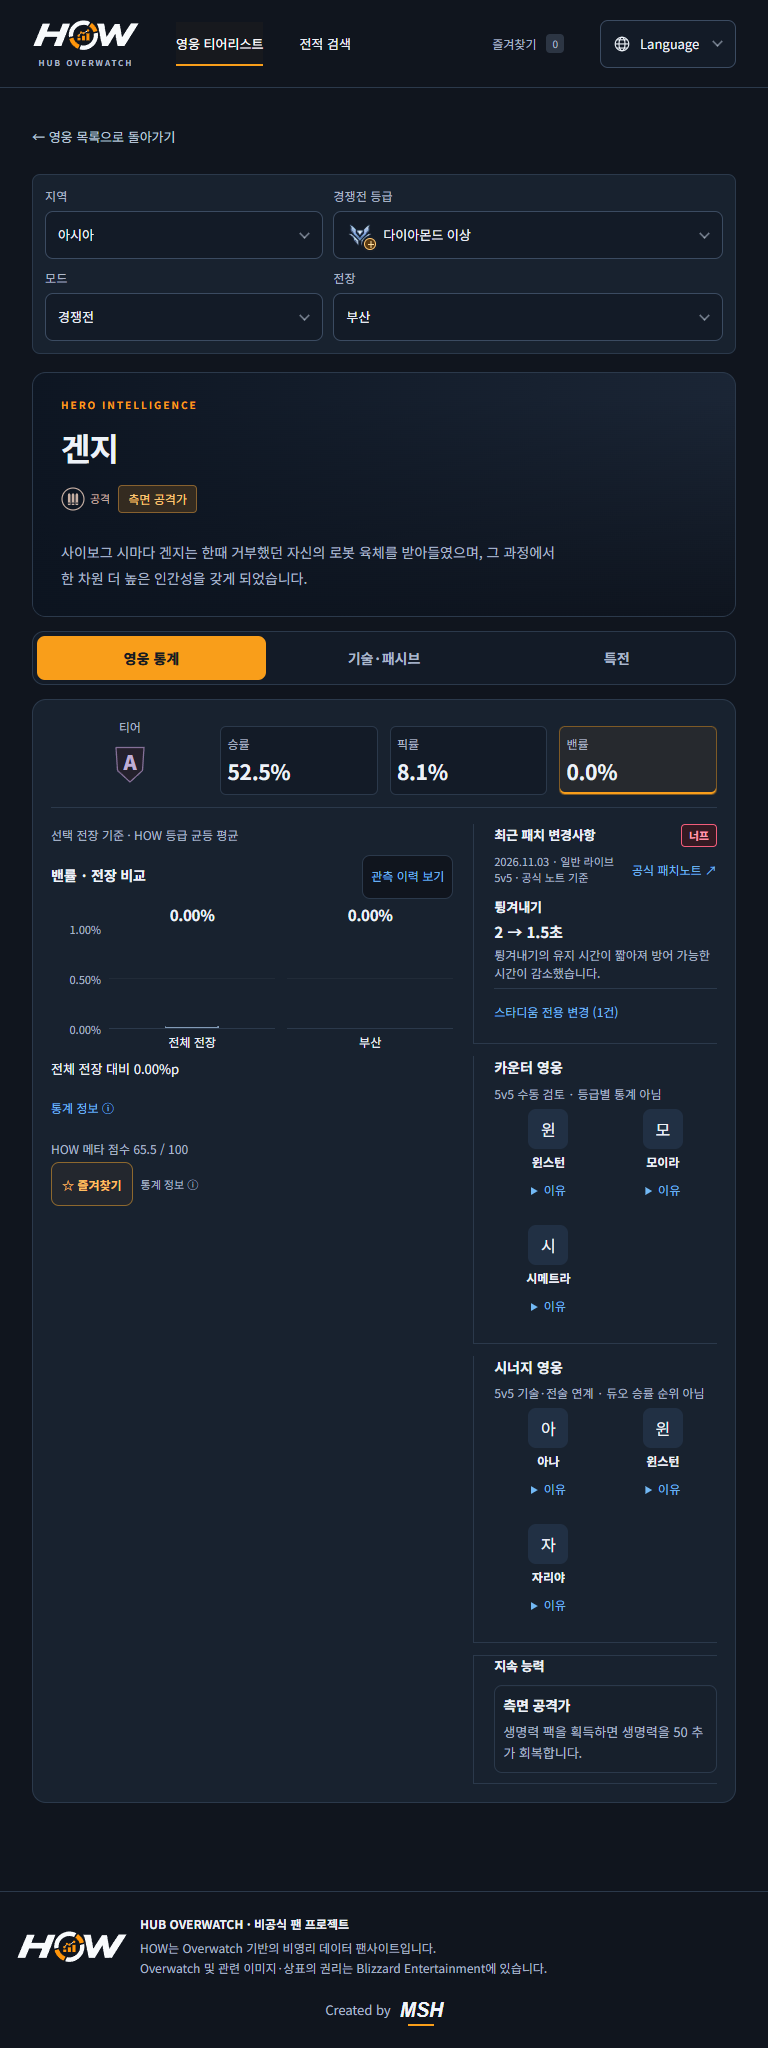 HOW
HUB OVERWATCH
영웅 티어리스트
전적 검색
즐겨찾기 0
Language
← 영웅 목록으로 돌아가기
지역
경쟁전 등급
아시아
다이아몬드 이상
모드
전장
경쟁전
부산
HERO INTELLIGENCE
겐지
공격
측면 공격가
사이보그 시마다 겐지는 한때 거부했던 자신의 로봇 육체를 받아들였으며, 그 과정에서
한 차원 더 높은 인간성을 갖게 되었습니다.
영웅 통계
기술·패시브
특전
티어
A
승률
52.5%
픽률
8.1%
밴률
0.0%
선택 전장 기준 · HOW 등급 균등 평균
밴률 · 전장 비교
관측 이력 보기
0.00%
0.00%
1.00%
0.50%
0.00%
전체 전장
부산
전체 전장 대비 0.00%p
통계 정보 ⓘ
HOW 메타 점수 65.5 / 100
☆ 즐겨찾기
통계 정보 ⓘ
최근 패치 변경사항
너프
2026.11.03 · 일반 라이브
5v5 · 공식 노트 기준
공식 패치노트 ↗
튕겨내기
2 → 1.5초
튕겨내기의 유지 시간이 짧아져 방어 가능한
시간이 감소했습니다.
스타디움 전용 변경 (1건)
카운터 영웅
5v5 수동 검토 · 등급별 통계 아님
윈
모
윈스턴
모이라
▶ 이유
▶ 이유
시
시메트라
▶ 이유
시너지 영웅
5v5 기술·전술 연계 · 듀오 승률 순위 아님
아
윈
아나
윈스턴
▶ 이유
▶ 이유
자
자리야
▶ 이유
지속 능력
측면 공격가
생명력 팩을 획득하면 생명력을 50 추
가 회복합니다.
HOW
HUB OVERWATCH · 비공식 팬 프로젝트
HOW는 Overwatch 기반의 비영리 데이터 팬사이트입니다.
Overwatch 및 관련 이미지·상표의 권리는 Blizzard Entertainment에 있습니다.
Created by MSH